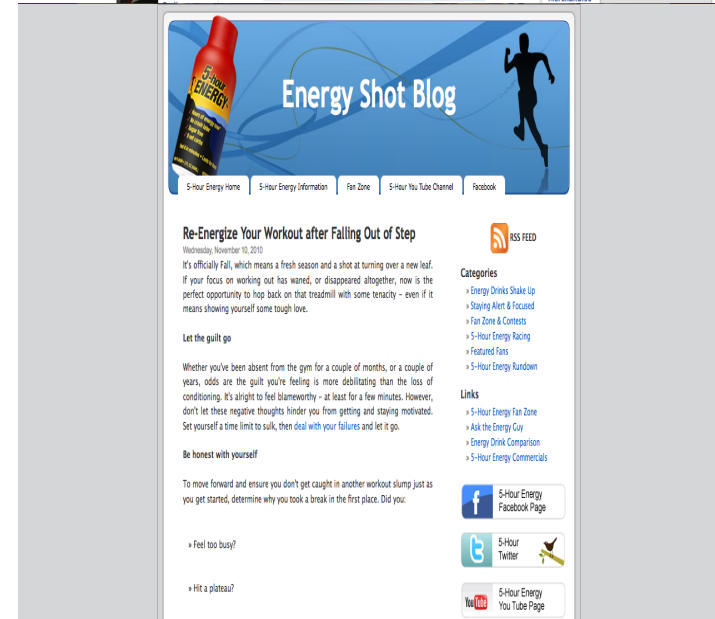 5-hour
ENERGY
Energy Shot Blog
5-Hour Energy Home
5-Hour Energy Information
Fan Zone
5-Hour You Tube Channel
Facebook
Re-Energize Your Workout after Falling Out of Step
Wednesday, November 10, 2010
It's officially Fall, which means a fresh season and a shot at turning over a new leaf.
If your focus on working out has waned, or disappeared altogether, now is the
perfect opportunity to hop back on that treadmill with some tenacity – even if it
means showing yourself some tough love.
Let the guilt go
Whether you've been absent from the gym for a couple of months, or a couple of
years, odds are the guilt you're feeling is more debilitating than the loss of
conditioning. It's alright to feel blameworthy – at least for a few minutes. However,
don't let these negative thoughts hinder you from getting and staying motivated.
Set yourself a time limit to sulk, then deal with your failures and let it go.
Be honest with yourself
To move forward and ensure you don't get caught in another workout slump just as
you get started, determine why you took a break in the first place. Did you:
» Feel too busy?
» Hit a plateau?
RSS FEED
Categories
» Energy Drinks Shake Up
» Staying Alert & Focused
» Fan Zone & Contests
» 5-Hour Energy Racing
» Featured Fans
» 5-Hour Energy Rundown
Links
» 5-Hour Energy Fan Zone
» Ask the Energy Guy
» Energy Drink Comparison
» 5-Hour Energy Commercials
5-Hour Energy
Facebook Page
5-Hour
Twitter
You Tube
5-Hour Energy
You Tube Page